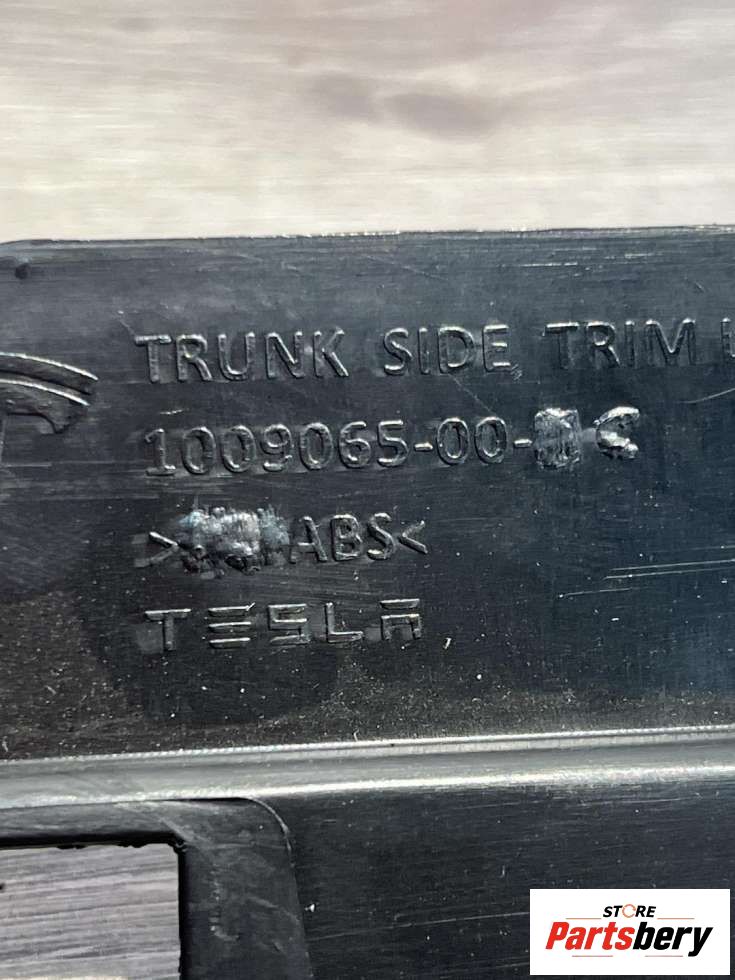 TRUNK SIDE TRIM
1009065-00- C
> ABS<
TESLA
STORE
Partsbery